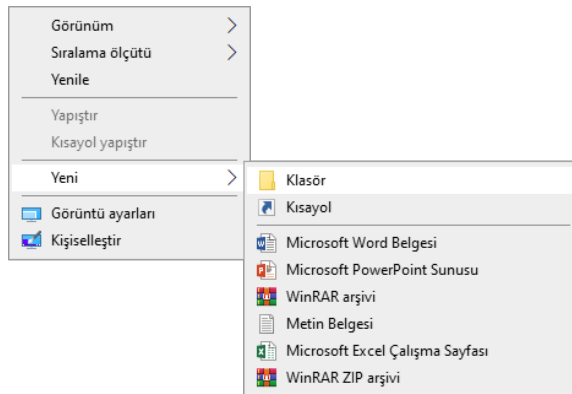 Görünüm
Sıralama ölçütü
Yenile
Yapıştır
Kısayol yapıştır
Yeni
Görüntü ayarları
Kişiselleştir
Klasör
Kısayol
Microsoft Word Belgesi
Microsoft PowerPoint Sunusu
WinRAR arşivi
Metin Belgesi
Microsoft Excel Çalışma Sayfası
WinRAR ZIP arşivi